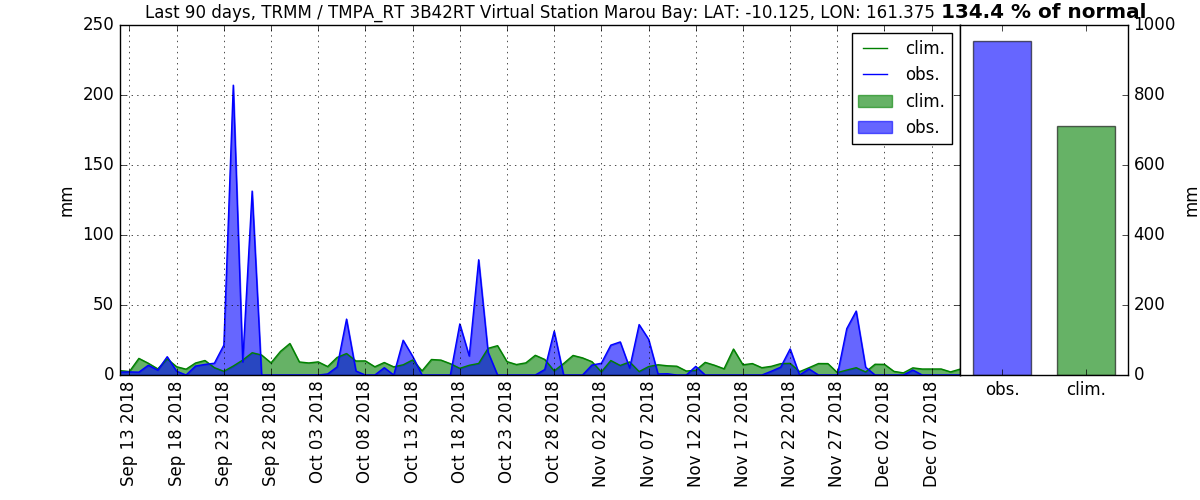 Last 90 days, TRMM / TMPA_RT 3B42RT Virtual Station Marou Bay: LAT: -10.125, LON: 161.375 134.4 % of normal
250
200
150
100
50
0
mm
clim.
obs.
clim.
obs.
1000
800
600
400
200
0
mm
obs.
clim.
Sep 13 2018
Sep 18 2018
Sep 23 2018
Sep 28 2018
Oct 03 2018
Oct 08 2018
Oct 13 2018
Oct 18 2018
Oct 23 2018
Oct 28 2018
Nov 02 2018
Nov 07 2018
Nov 12 2018
Nov 17 2018
Nov 22 2018
Nov 27 2018
Dec 02 2018
Dec 07 2018